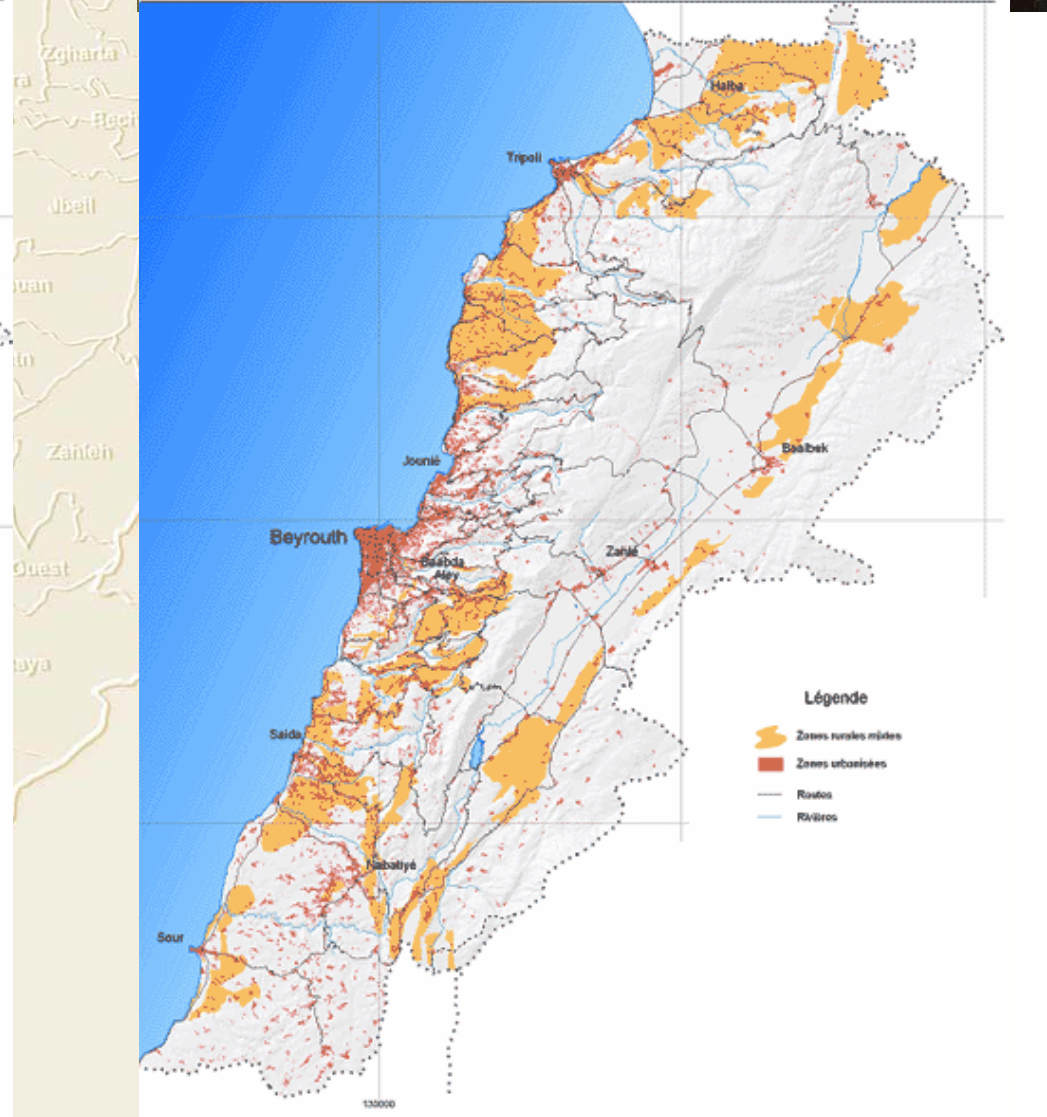 Zgharta
Jbeil
Zahleh
Ouest
Halba
Tripoli
Jounié
Baalbek
Beyrouth
Baabda
Aley
Zahlé
Saida
Nabatiyé
Sour
Légende
Zones rurales mixtes
Zones urbanisées
Routes
Rivières
130000